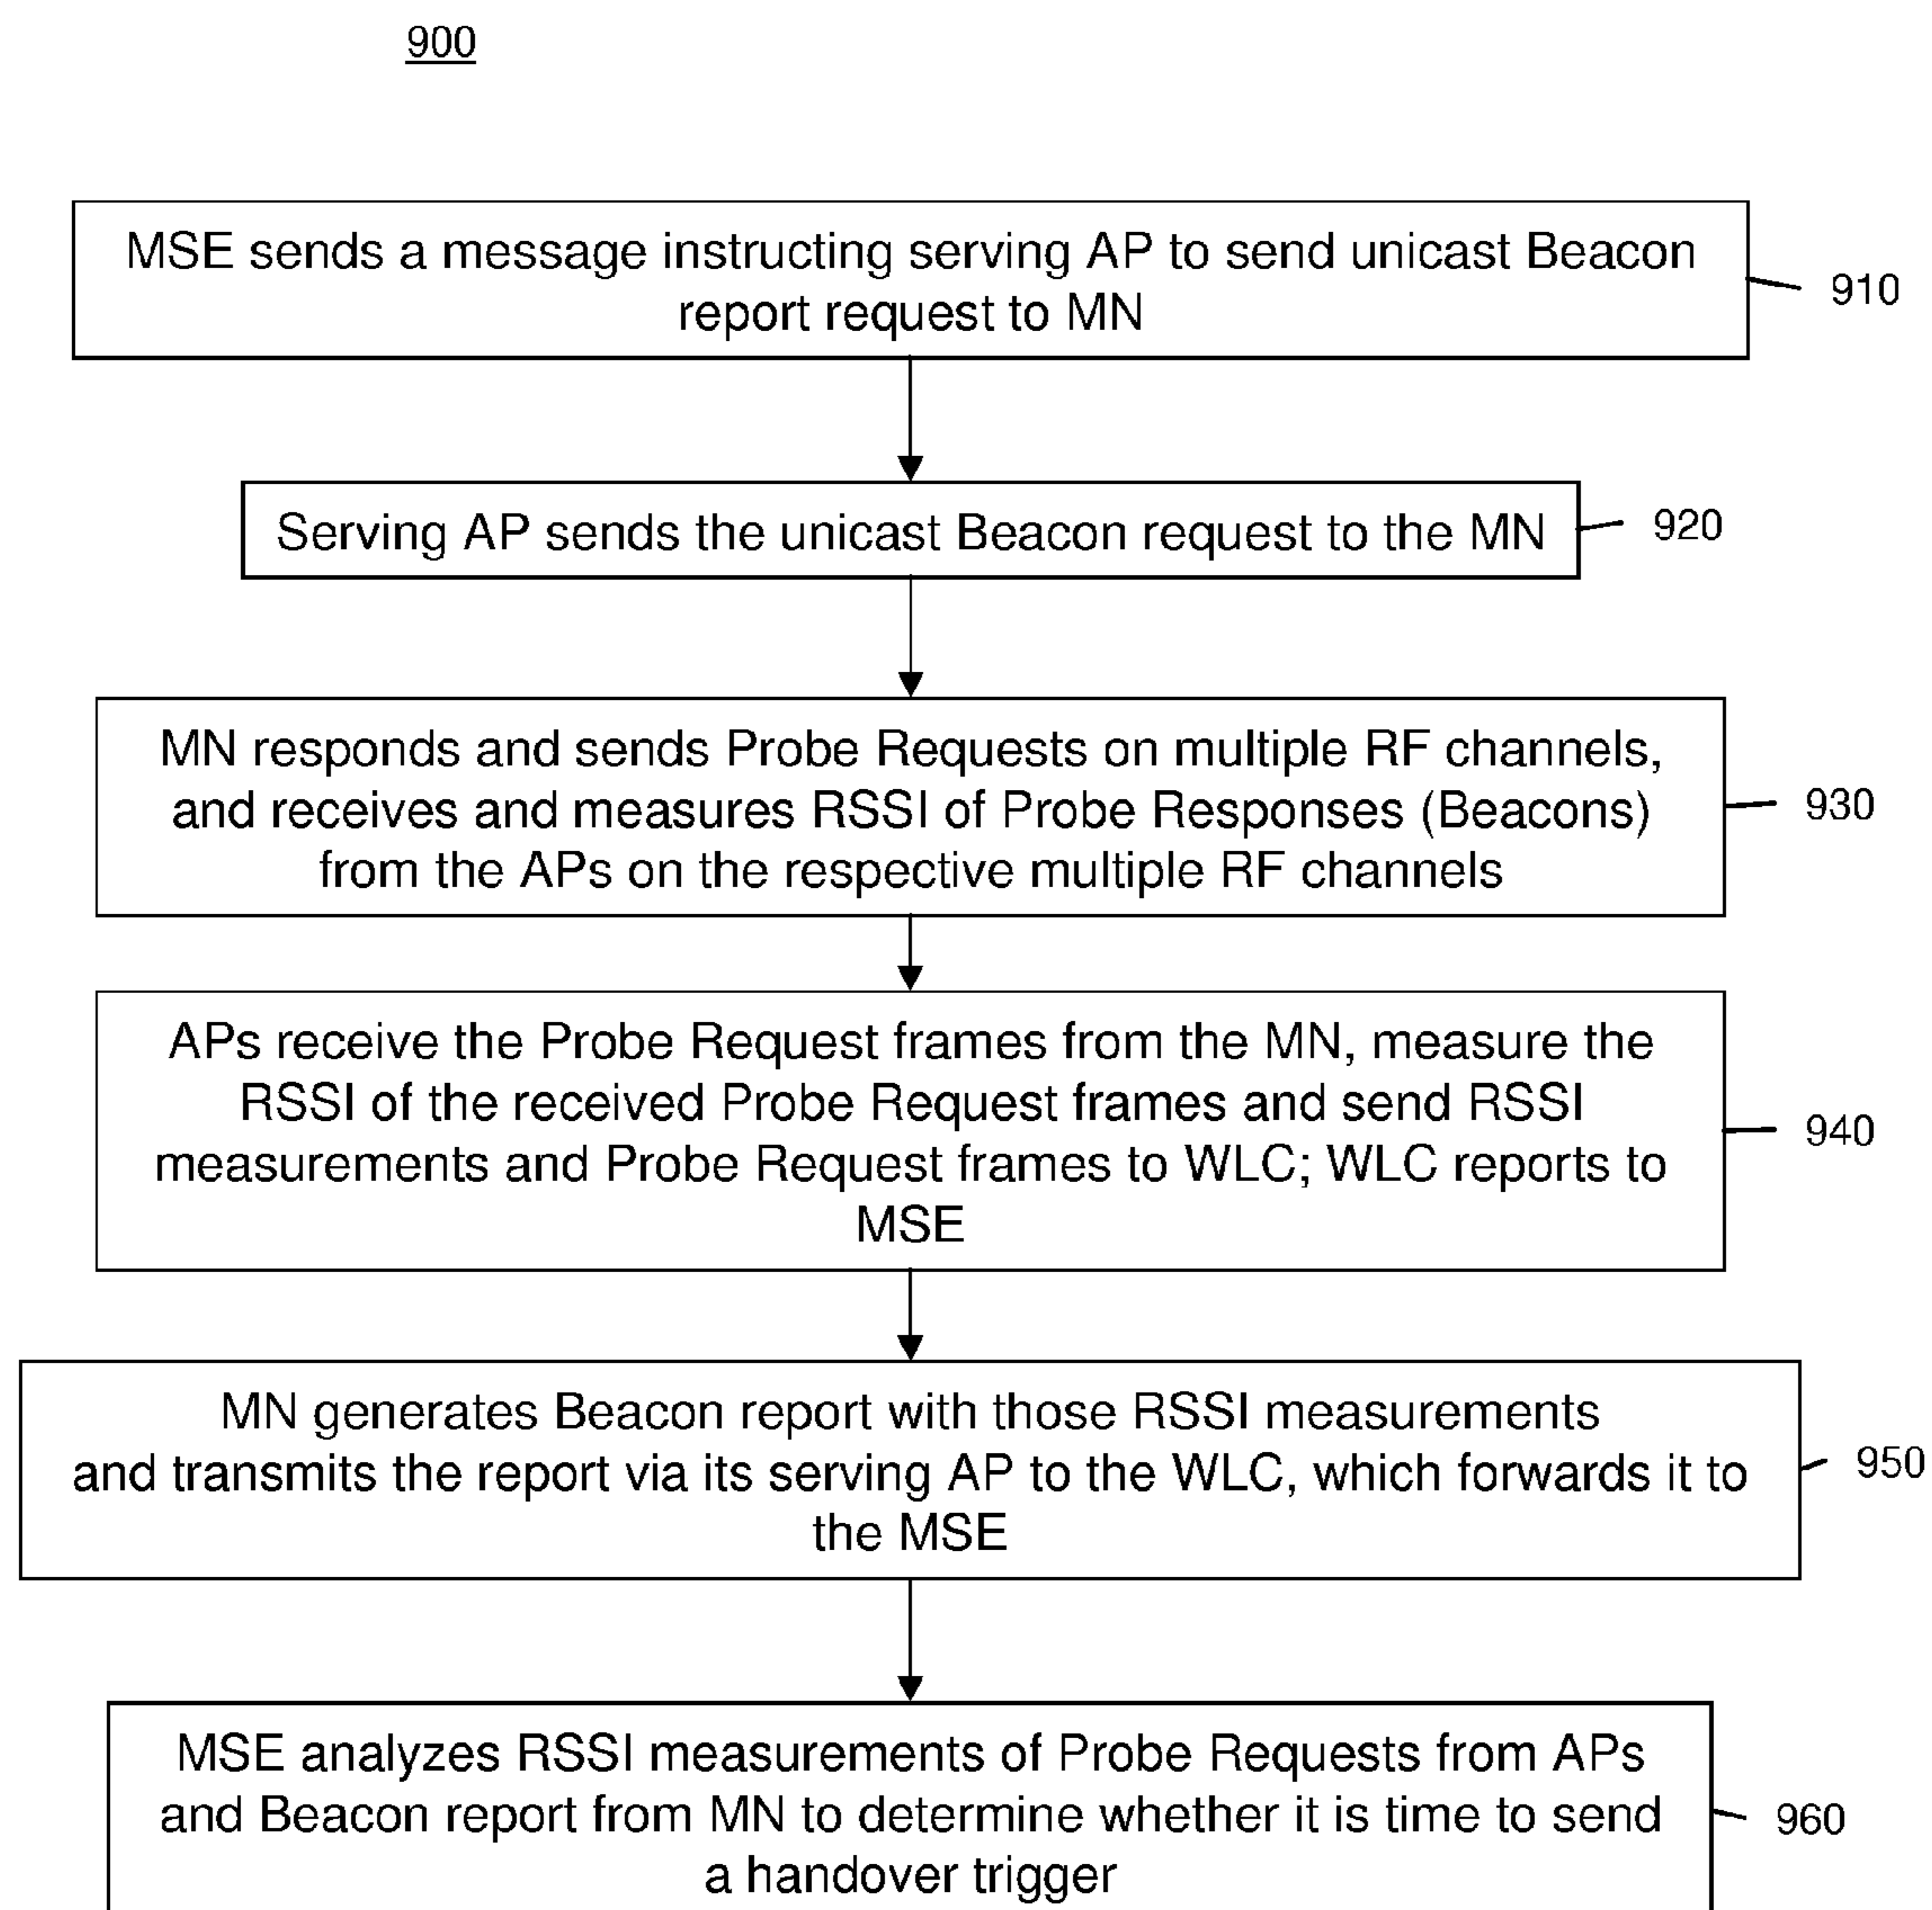 900
MSE sends a message instructing serving AP to send unicast Beacon
report request to MN
910
Serving AP sends the unicast Beacon request to the MN
920
MN responds and sends Probe Requests on multiple RF channels,
and receives and measures RSSI of Probe Responses (Beacons)
from the APs on the respective multiple RF channels
930
APs receive the Probe Request frames from the MN, measure the
RSSI of the received Probe Request frames and send RSSI
measurements and Probe Request frames to WLC; WLC reports to
MSE
940
MN generates Beacon report with those RSSI measurements
and transmits the report via its serving AP to the WLC, which forwards it to
the MSE
950
MSE analyzes RSSI measurements of Probe Requests from APs
and Beacon report from MN to determine whether it is time to send
a handover trigger
960